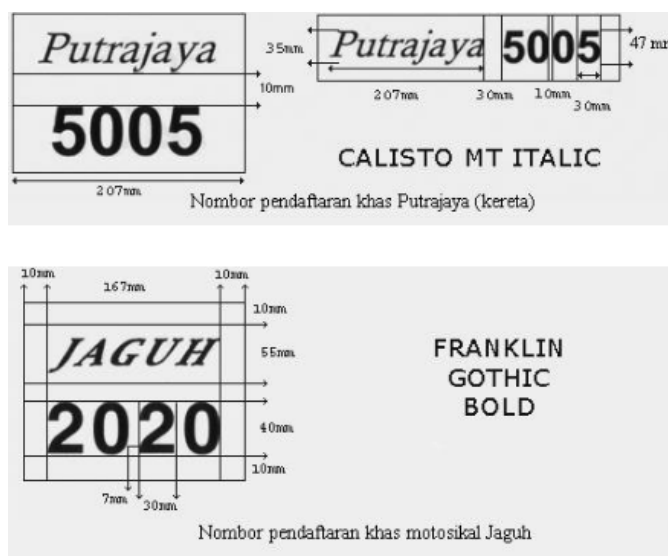 Putrajaya
35mm
10mm
5005
207mm
Putrajaya 5005
47 mm
207mm 30mm 10mm
30mm
CALISTO MT ITALIC
Nombor pendaftaran khas Putrajaya (kereta)
10mm 167mm 10mm
10mm
JAGUH
55mm
2020
40mm
10mm
7mm 30mm
FRANKLIN
GOTHIC
BOLD
Nombor pendaftaran khas motosikal Jaguh